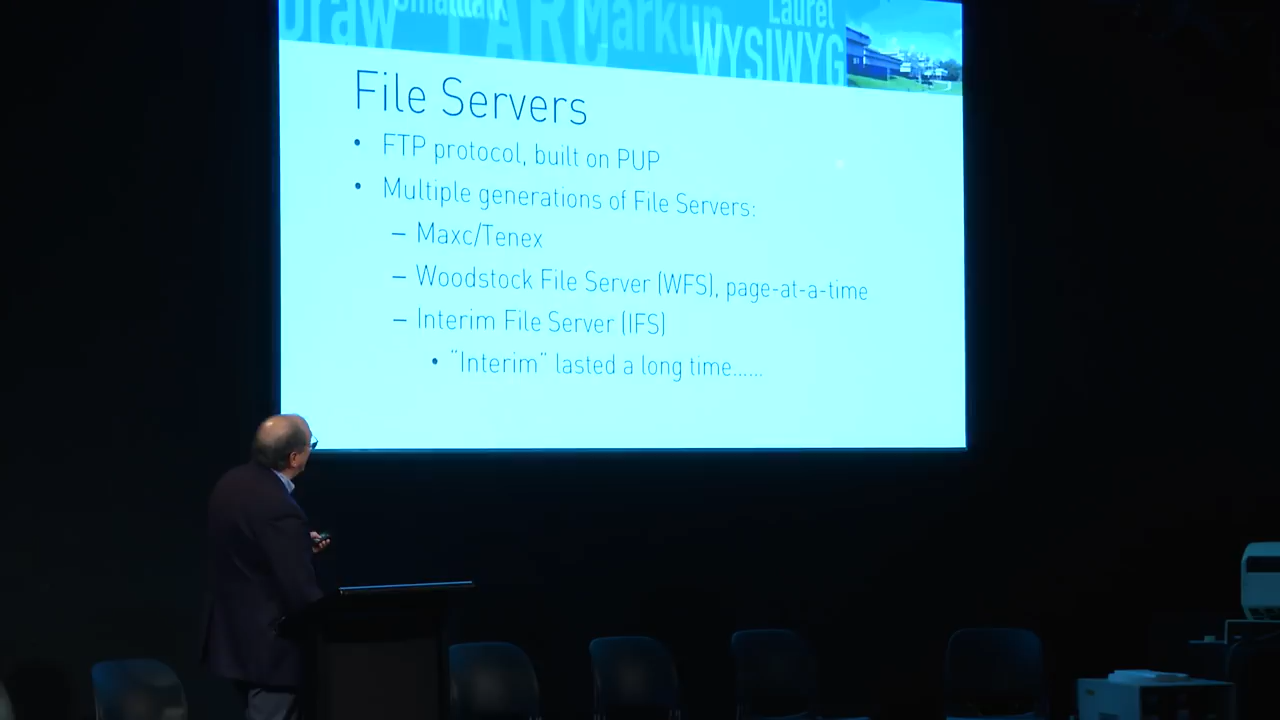 Draw Smalltalk PARC Markup Laurel
WYSIWYG
File Servers
• FTP protocol, built on PUP
• Multiple generations of File Servers:
– Maxc/Tenex
– Woodstock File Server (WFS), page-at-a-time
– Interim File Server (IFS)
• "Interim" lasted a long time......